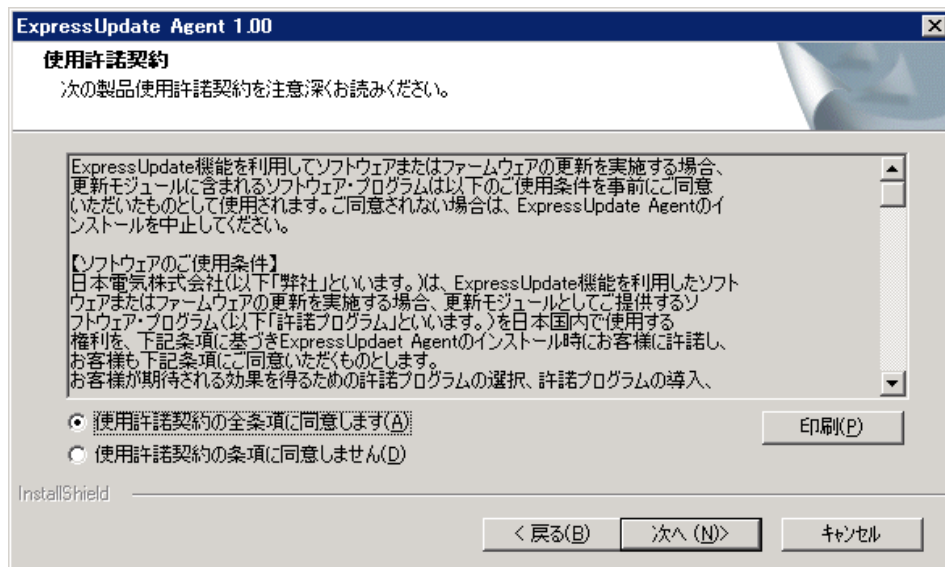 ExpressUpdate Agent 1.00
使用許諾契約
次の製品使用許諾契約を注意深くお読みください。
ExpressUpdate機能を利用してソフトウェアまたはファームウェアの更新を実施する場合、
更新モジュールに含まれるソフトウェア・プログラムは以下のご使用条件を事前にご同意
いただいたものとして使用されます。ご同意されない場合は、ExpressUpdate Agentのイ
ンストールを中止してください。
【ソフトウェアのご使用条件】
日本電気株式会社(以下「弊社」といいます。)は、ExpressUpdate機能を利用したソフト
ウェアまたはファームウェアの更新を実施する場合、更新モジュールとしてご提供するソ
フトウェア・プログラム(以下「許諾プログラム」といいます。)を日本国内で使用する
権利を、下記条項に基づきExpressUpdaet Agentのインストール時にお客様に許諾し、
お客様も下記条項にご同意いただくものとします。
お客様が期待される効果を得るための許諾プログラムの選択、許諾プログラムの導入、
使用許諾契約の全条項に同意します(A)
印刷(P)
使用許諾契約の条項に同意しません(D)
InstallShield
< 戻る(B)
次へ (N)>
キャンセル